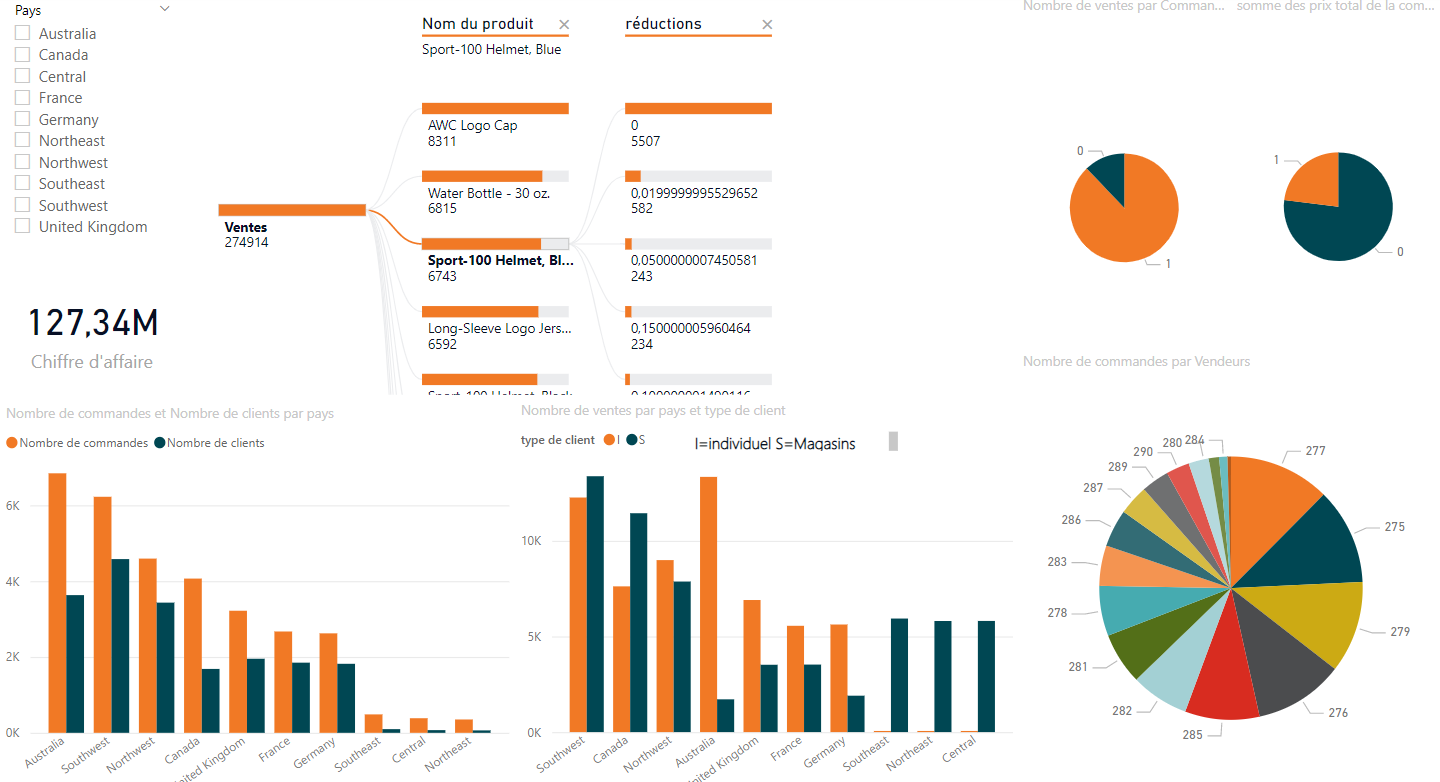 Pays
Australia
Canada
Central
France
Germany
Northeast
Northwest
Southeast
Southwest
United Kingdom
127,34M
Chiffre d'affaire
Ventes
274914
Nom du produit
Sport-100 Helmet, Blue
AWC Logo Cap
8311
Water Bottle - 30 oz.
6815
Sport-100 Helmet, Bl...
6743
Long-Sleeve Logo Jers...
6592
Sport-100 Helmet, Black
réductions
0
5507
0,0199999995529652
582
0,0500000007450581
243
0,150000005960464
234
0,100000001490116
Nombre de ventes par Comman...
0
1
somme des prix total de la com...
1
0
Nombre de commandes et Nombre de clients par pays
Nombre de commandes Nombre de clients
6K
4K
2K
0K
Australia
Southwest
Northwest
Canada
United Kingdom
France
Germany
Southeast
Central
Northeast
Nombre de ventes par pays et type de client
type de client I S
I=individuel S=Magasins
10K
5K
0K
Southwest
Canada
Northwest
Australia
United Kingdom
France
Germany
Southeast
Northeast
Central
Nombre de commandes par Vendeurs
277
275
279
276
285
282
281
278
283
286
287
289
290
280
284